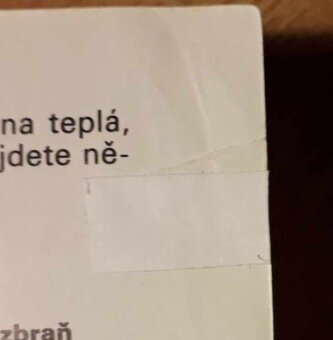 na teplá,
jdete ně-
zbraň